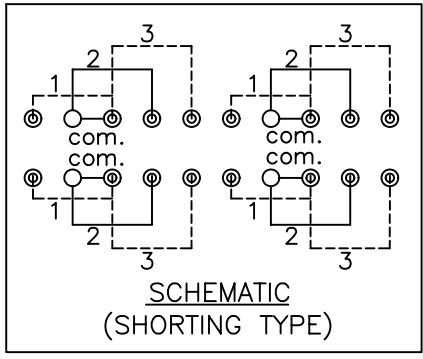 3 3
2 2
1 1
com. com.
com. com.
1 1
2 2
3 3
SCHEMATIC
(SHORTING TYPE)